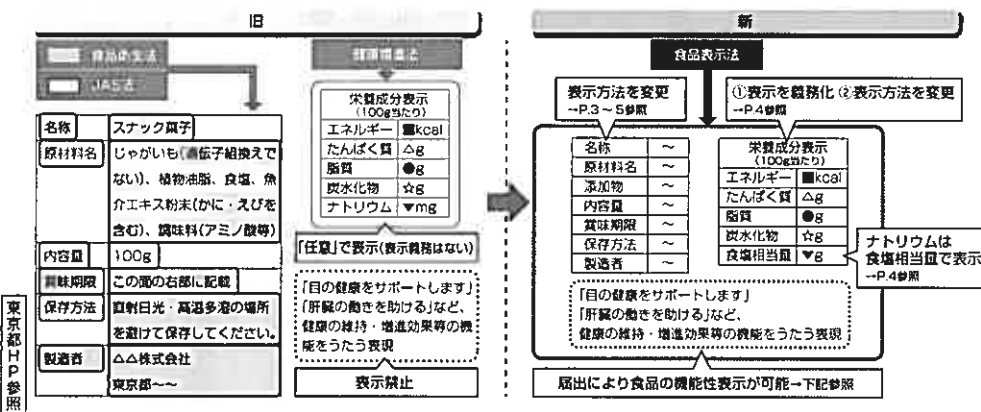 旧
食品衛生法
JAS法
名称
スナック菓子
原材料名
じゃがいも(遺伝子組換えで
ない)、植物油脂、食塩、魚
介エキス粉末(かに・えびを
含む)、調味料(アミノ酸等)
内容量
100g
賞味期限
この面の右部に記載
保存方法
直射日光・高温多湿の場所
を避けて保存してください。
製造者
△△株式会社
東京都〜〜
東京都HP参照
健康増進法
栄養成分表示
(100g当たり)
エネルギー ■kcal
たんぱく質 △g
脂質 ●g
炭水化物 ☆g
ナトリウム ▼mg
「任意」で表示(表示義務はない)
「目の健康をサポートします」
「肝臓の働きを助ける」など、
健康の維持・増進効果等の機
能をうたう表現
表示禁止
新
食品表示法
表示方法を変更
→P.3〜5参照
①表示を義務化 ②表示方法を変更
→P.4参照
名称 〜
原材料名 〜
添加物 〜
内容量 〜
賞味期限 〜
保存方法 〜
製造者 〜
栄養成分表示
(100g当たり)
エネルギー ■kcal
たんぱく質 △g
脂質 ●g
炭水化物 ☆g
食塩相当量 ▼g
ナトリウムは
食塩相当量で表示
→P.4参照
「目の健康をサポートします」
「肝臓の働きを助ける」など、
健康の維持・増進効果等の機能をうたう表現
届出により食品の機能性表示が可能→下記参照